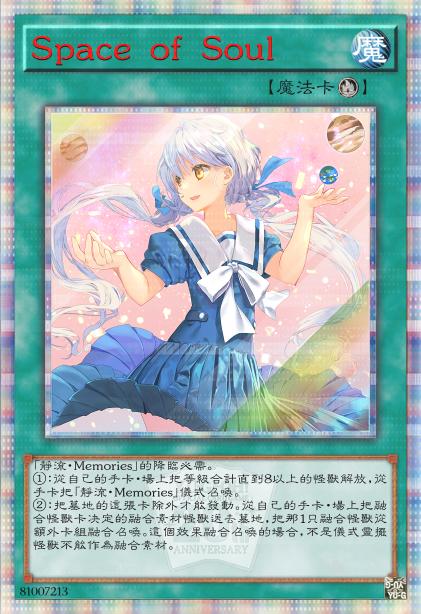 Space of Soul
魔
【魔法卡】
「靜流·Memories」的降臨必需。
①:從自己的手卡·場上把等級合計直到8以上的怪獸解放,從
手卡把「靜流·Memories」儀式召喚。
②:把墓地的這張卡除外才能發動。從自己的手卡·場上把融
合怪獸卡決定的融合素材怪獸送去墓地,把那1只融合怪獸從
額外卡組融合召喚。這個效果融合召喚的場合,不是儀式靈擺
怪獸不能作為融合素材。
ANNIVERSARY
81007213